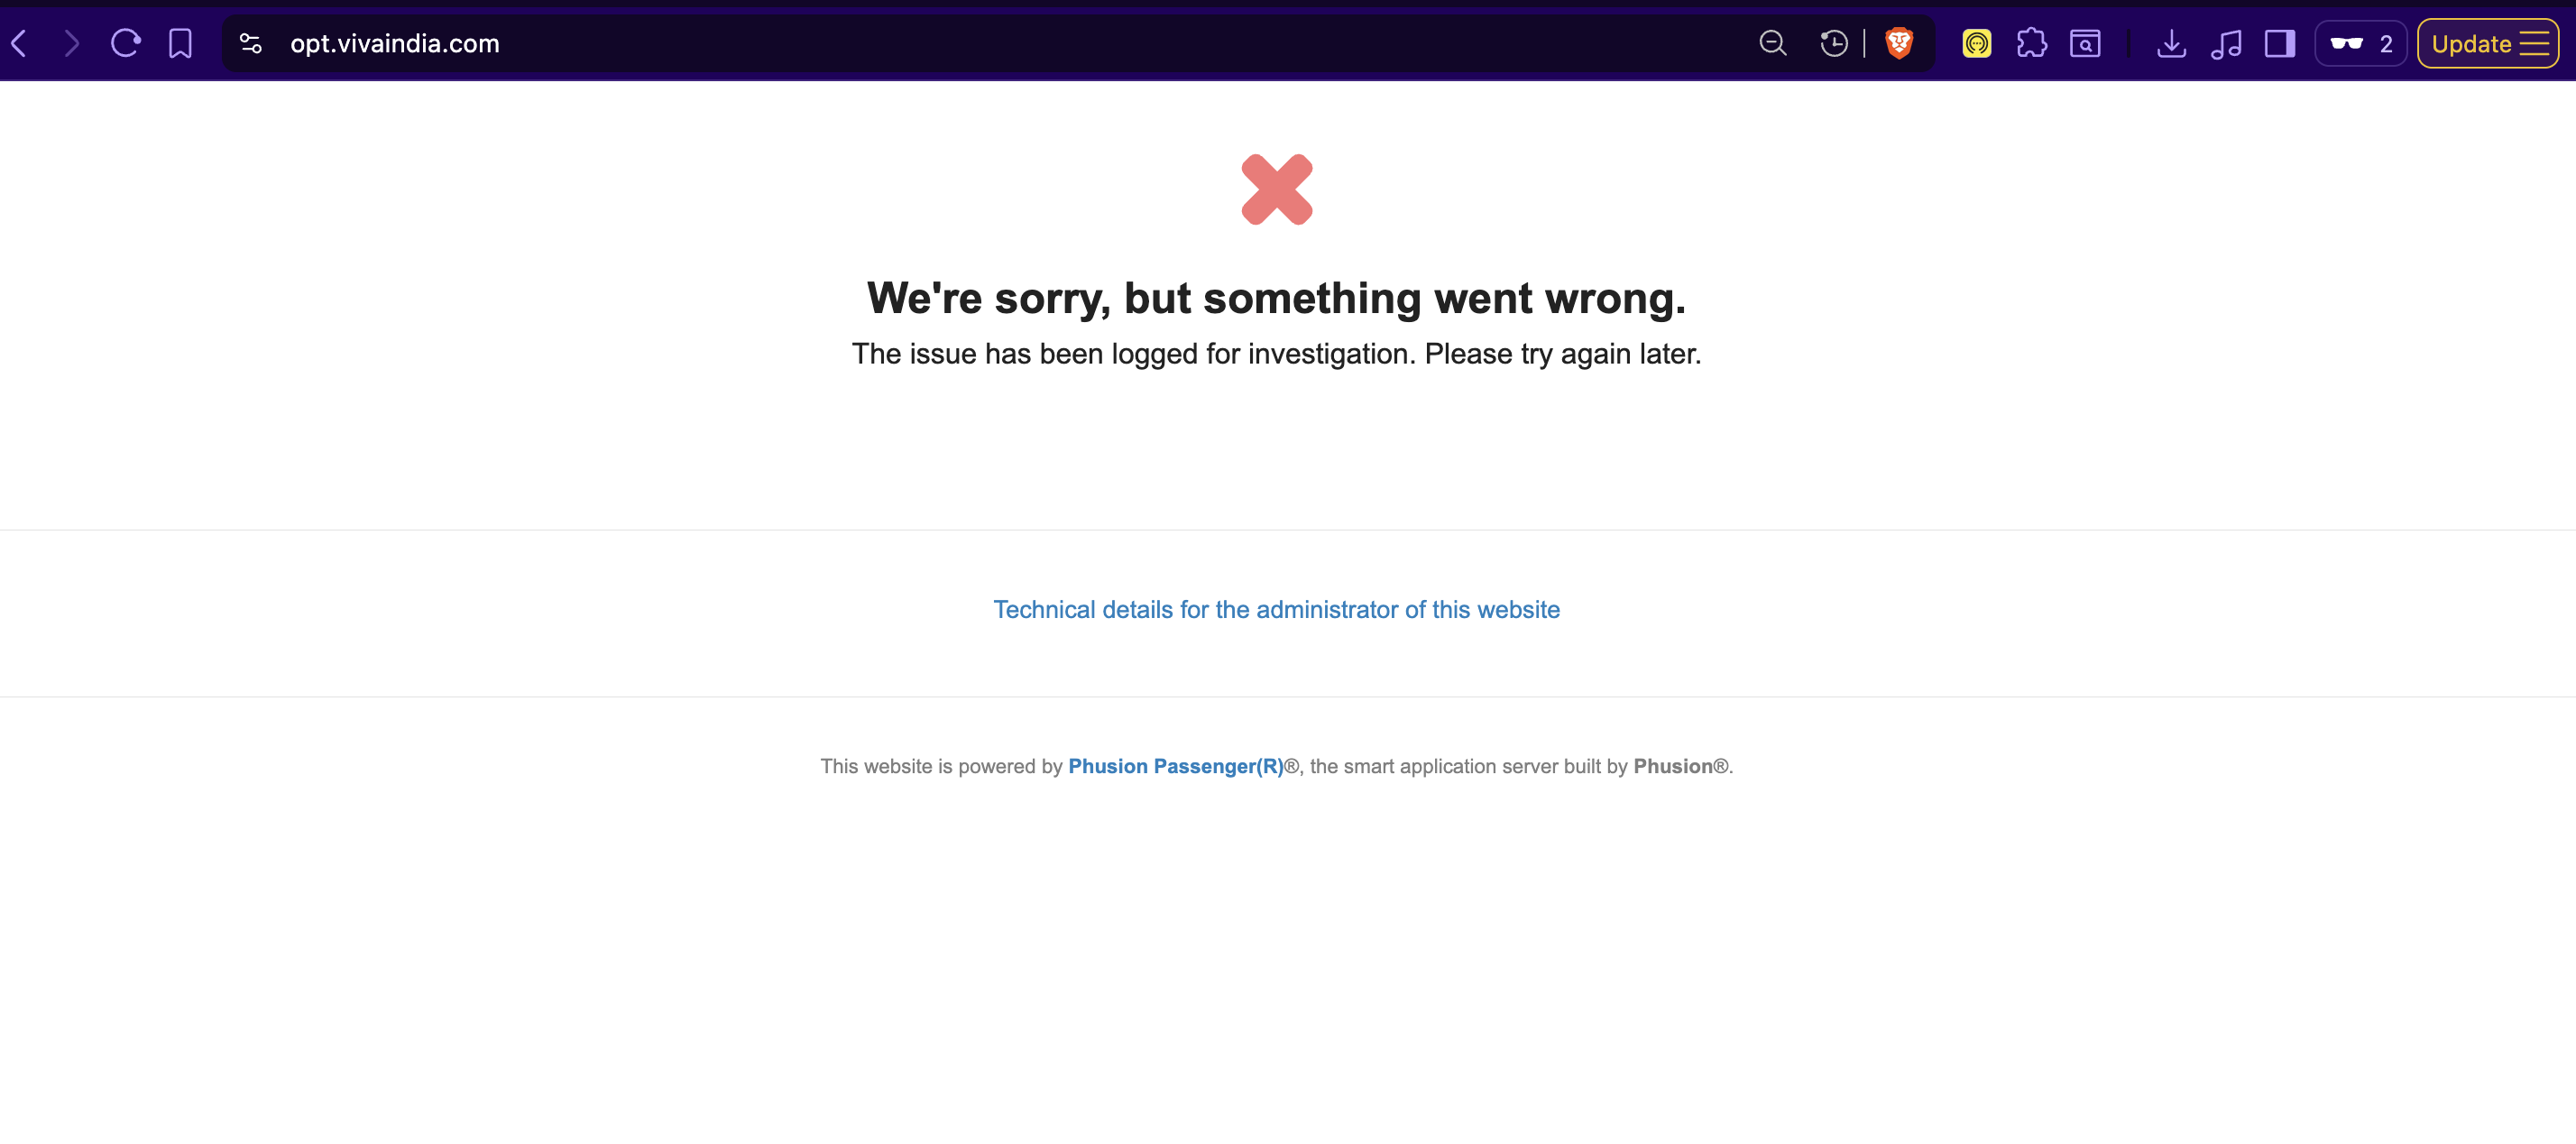 opt.vivaindia.com
2
Update
We're sorry, but something went wrong.
The issue has been logged for investigation. Please try again later.
Technical details for the administrator of this website
This website is powered by Phusion Passenger(R)®, the smart application server built by Phusion®.